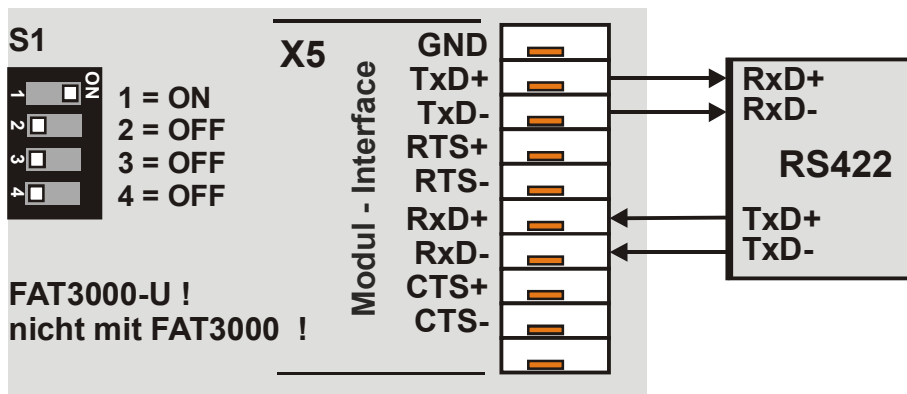 S1
ON
1
2
3
4
1 = ON
2 = OFF
3 = OFF
4 = OFF
FAT3000-U !
nicht mit FAT3000 !
X5
Modul - Interface
GND
TxD+
TxD-
RTS+
RTS-
RxD+
RxD-
CTS+
CTS-
RxD+
RxD-
RS422
TxD+
TxD-